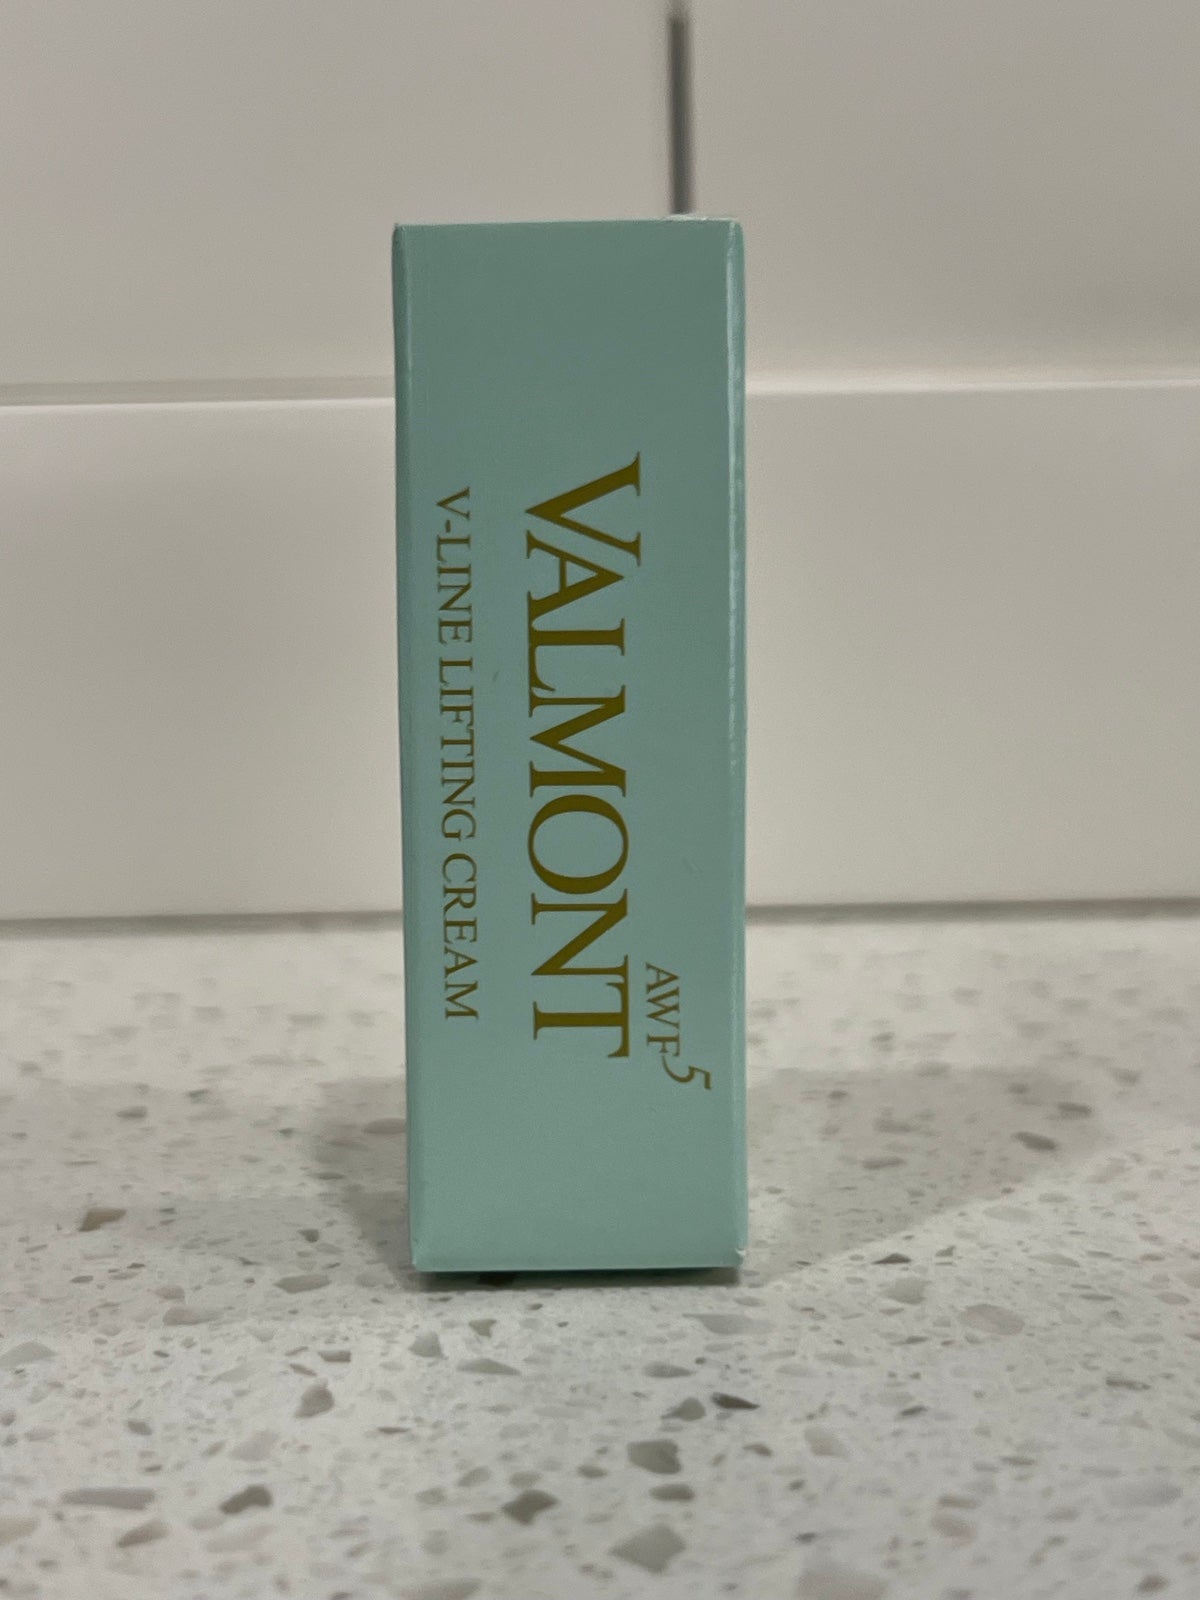 AWF5
VALMONT
V-LINE LIFTING CREAM